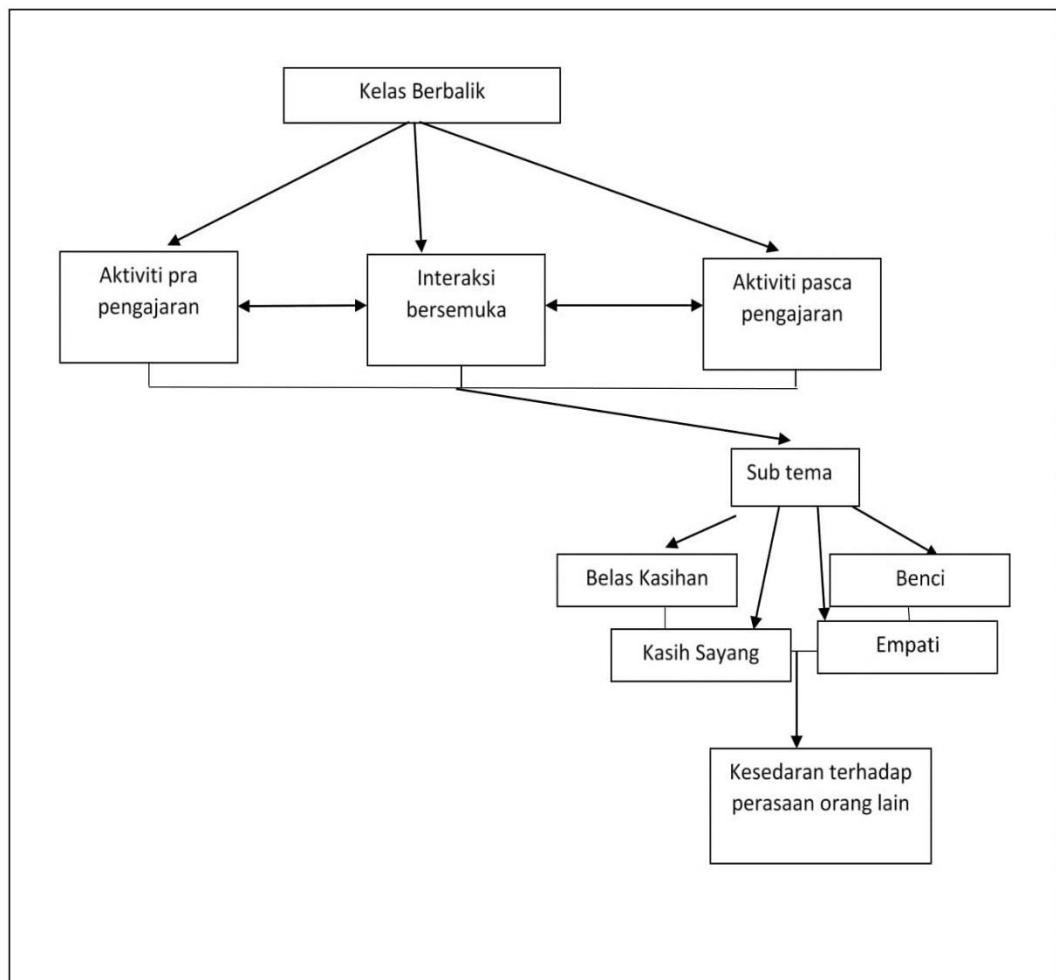 Kelas Berbalik
Aktiviti pra
pengajaran
Interaksi
bersemuka
Aktiviti pasca
pengajaran
Sub tema
Belas Kasihan
Benci
Kasih Sayang
Empati
Kesedaran terhadap
perasaan orang lain